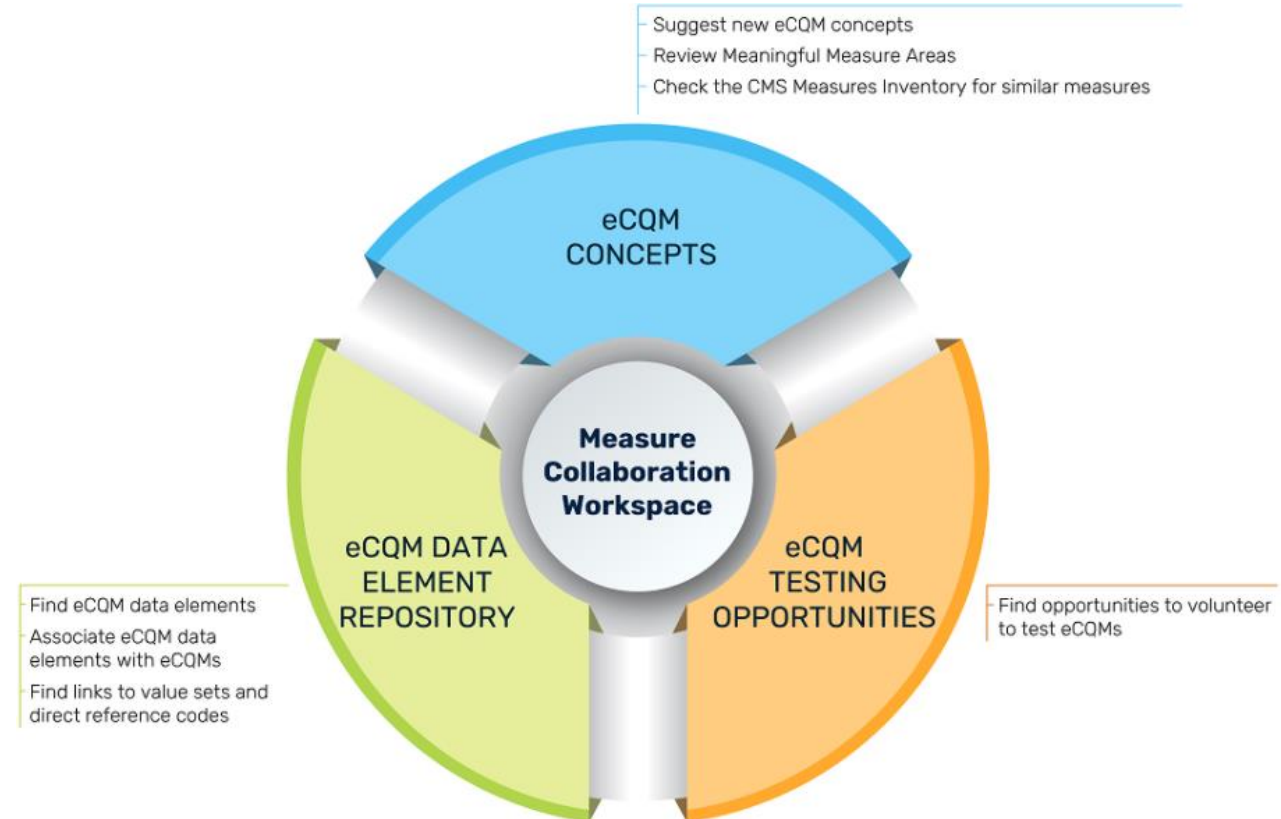 Suggest new eCQM concepts
Review Meaningful Measure Areas
Check the CMS Measures Inventory for similar measures
eCQM
CONCEPTS
Measure
Collaboration
Workspace
eCQM DATA
ELEMENT
REPOSITORY
eCQM
TESTING
OPPORTUNITIES
Find eCQM data elements
Associate eCQM data
elements with eCQMs
Find links to value sets and
direct reference codes
Find opportunities to volunteer
to test eCQMs